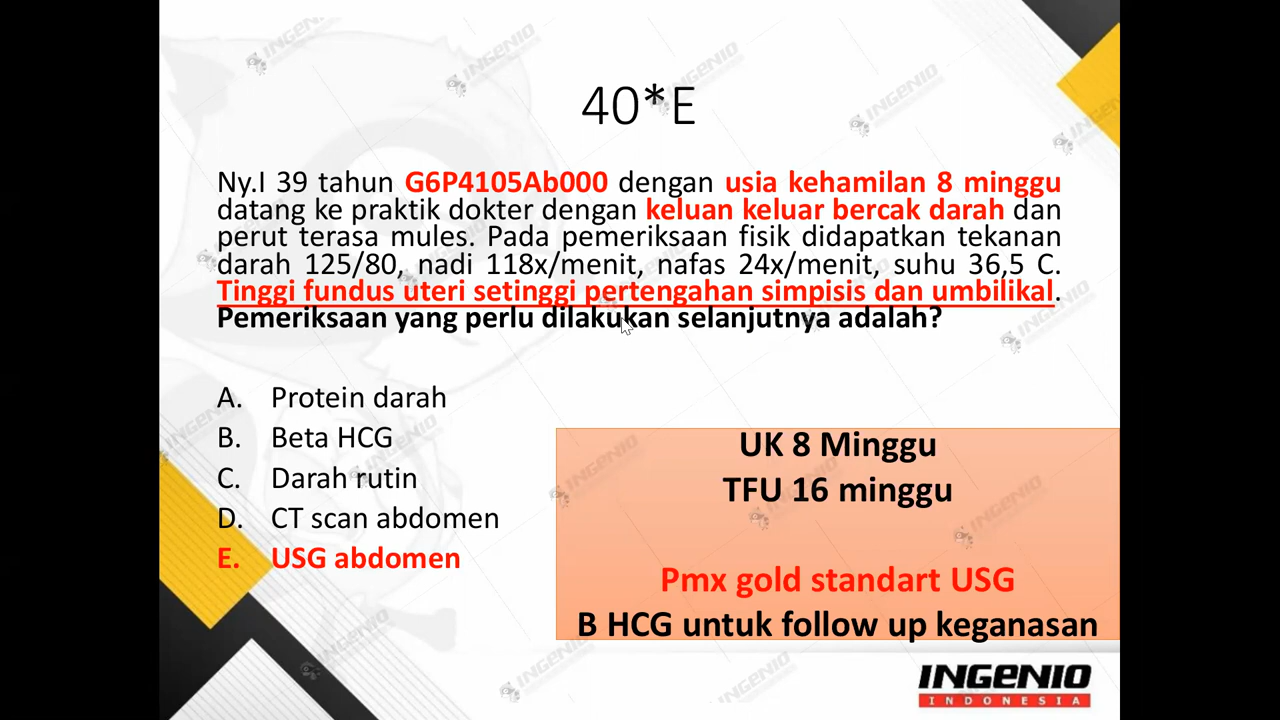 40*E
Ny.I 39 tahun G6P4105Ab000 dengan usia kehamilan 8 minggu
datang ke praktik dokter dengan keluan keluar bercak darah dan
perut terasa mules. Pada pemeriksaan fisik didapatkan tekanan
darah 125/80, nadi 118x/menit, nafas 24x/menit, suhu 36,5 C.
Tinggi fundus uteri setinggi pertengahan simpisis dan umbilikal.
Pemeriksaan yang perlu dilakukan selanjutnya adalah?
A. Protein darah
B. Beta HCG
C. Darah rutin
D. CT scan abdomen
E. USG abdomen
UK 8 Minggu
TFU 16 minggu
Pmx gold standart USG
B HCG untuk follow up keganasan
INGENIO
INDONESIA